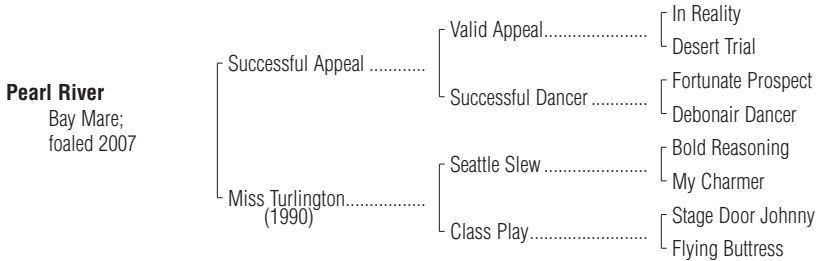 In Reality
Valid Appeal........................
Desert Trial
Successful Appeal ............
Fortunate Prospect
Pearl River
Successful Dancer ............
Bay Mare;
Debonair Dancer
foaled 2007
Bold Reasoning
Seattle Slew ......................
My Charmer
Miss Turlington.................
(1990)
Stage Door Johnny
Class Play.........................
Flying Buttress